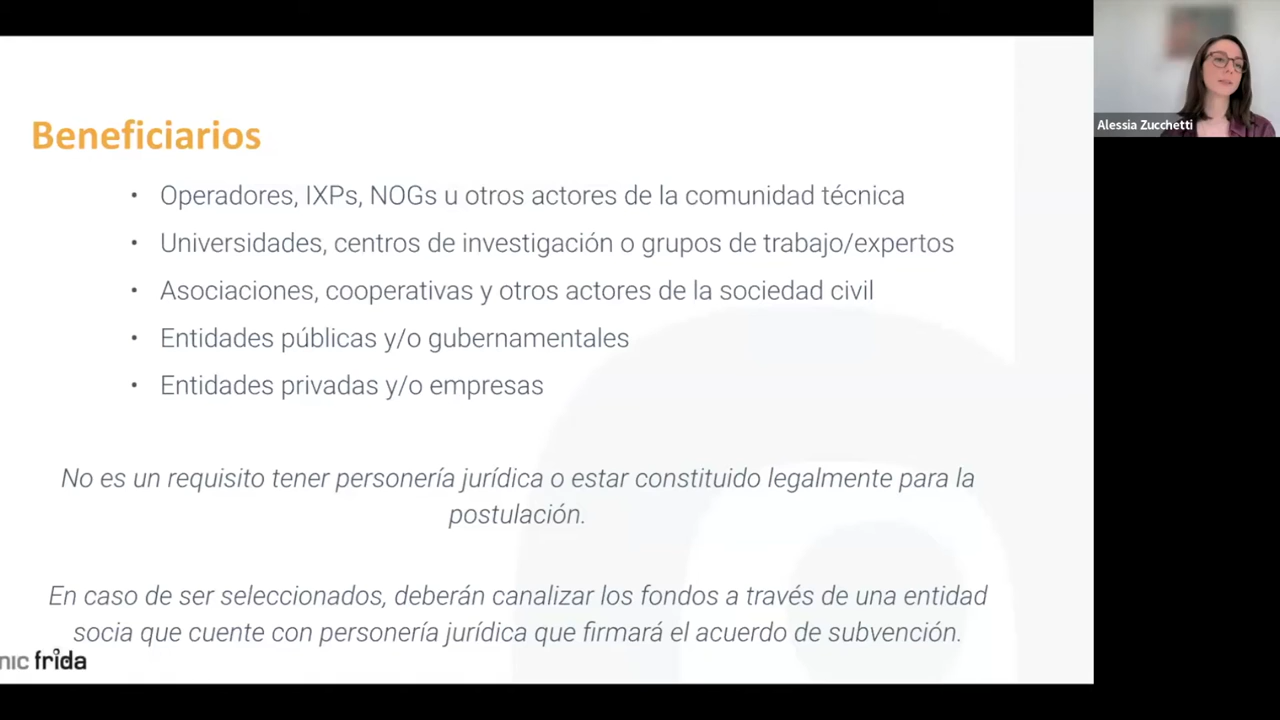 Beneficiarios
• Operadores, IXPs, NOGs u otros actores de la comunidad técnica
• Universidades, centros de investigación o grupos de trabajo/expertos
• Asociaciones, cooperativas y otros actores de la sociedad civil
• Entidades públicas y/o gubernamentales
• Entidades privadas y/o empresas
No es un requisito tener personería jurídica o estar constituido legalmente para la
postulación.
En caso de ser seleccionados, deberán canalizar los fondos a través de una entidad
socia que cuente con personería jurídica que firmará el acuerdo de subvención.
nic frida
Alessia Zucchetti